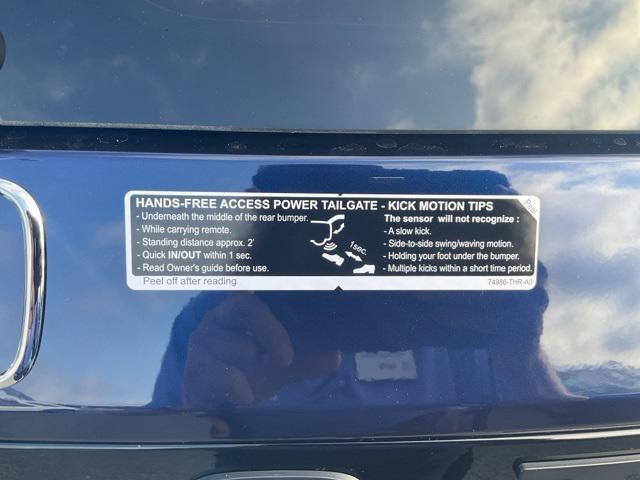 HANDS-FREE ACCESS POWER TAILGATE - KICK MOTION TIPS
Peel
- Underneath the middle of the rear bumper.
- While carrying remote.
- Standing distance approx. 2'
- Quick IN/OUT within 1 sec.
- Read Owner's guide before use.
1sec.
The sensor will not recognize :
- A slow kick.
- Side-to-side swing/waving motion.
- Holding your foot under the bumper.
- Multiple kicks within a short time period.
Peel off after reading
74986-THR-A0